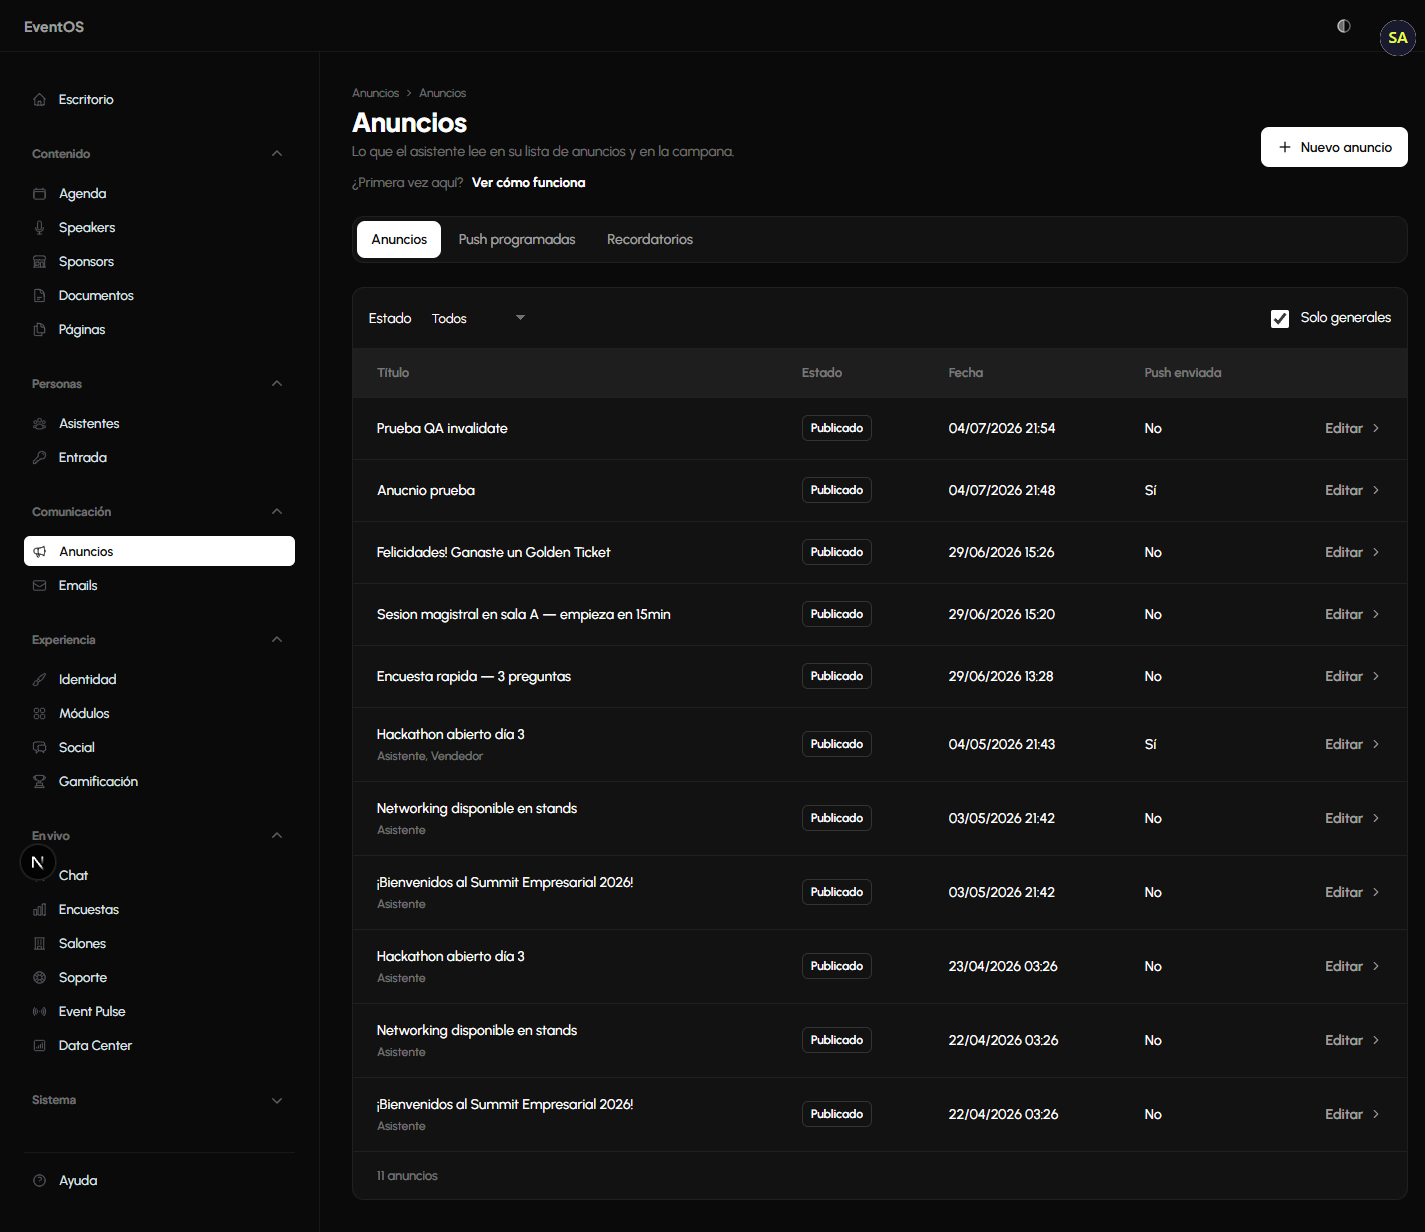 EventOS
SA
Escritorio
Contenido
Agenda
Speakers
Sponsors
Documentos
Páginas
Personas
Asistentes
Entrada
Comunicación
Anuncios
Emails
Experiencia
Identidad
Módulos
Social
Gamificación
En vivo
N
Chat
Encuestas
Salones
Soporte
Event Pulse
Data Center
Sistema
Ayuda
Anuncios > Anuncios
Anuncios
Lo que el asistente lee en su lista de anuncios y en la campana.
¿Primera vez aquí? Ver cómo funciona
+ Nuevo anuncio
Anuncios Push programadas Recordatorios
Estado Todos Solo generales
Título Estado Fecha Push enviada
Prueba QA invalidate Publicado 04/07/2026 21:54 No Editar
Anucnio prueba Publicado 04/07/2026 21:48 Sí Editar
Felicidades! Ganaste un Golden Ticket Publicado 29/06/2026 15:26 No Editar
Sesion magistral en sala A — empieza en 15min Publicado 29/06/2026 15:20 No Editar
Encuesta rapida — 3 preguntas Publicado 29/06/2026 13:28 No Editar
Hackathon abierto día 3 Publicado 04/05/2026 21:43 Sí Editar
Asistente, Vendedor
Networking disponible en stands Publicado 03/05/2026 21:42 No Editar
Asistente
¡Bienvenidos al Summit Empresarial 2026! Publicado 03/05/2026 21:42 No Editar
Asistente
Hackathon abierto día 3 Publicado 23/04/2026 03:26 No Editar
Asistente
Networking disponible en stands Publicado 22/04/2026 03:26 No Editar
Asistente
¡Bienvenidos al Summit Empresarial 2026! Publicado 22/04/2026 03:26 No Editar
Asistente
11 anuncios